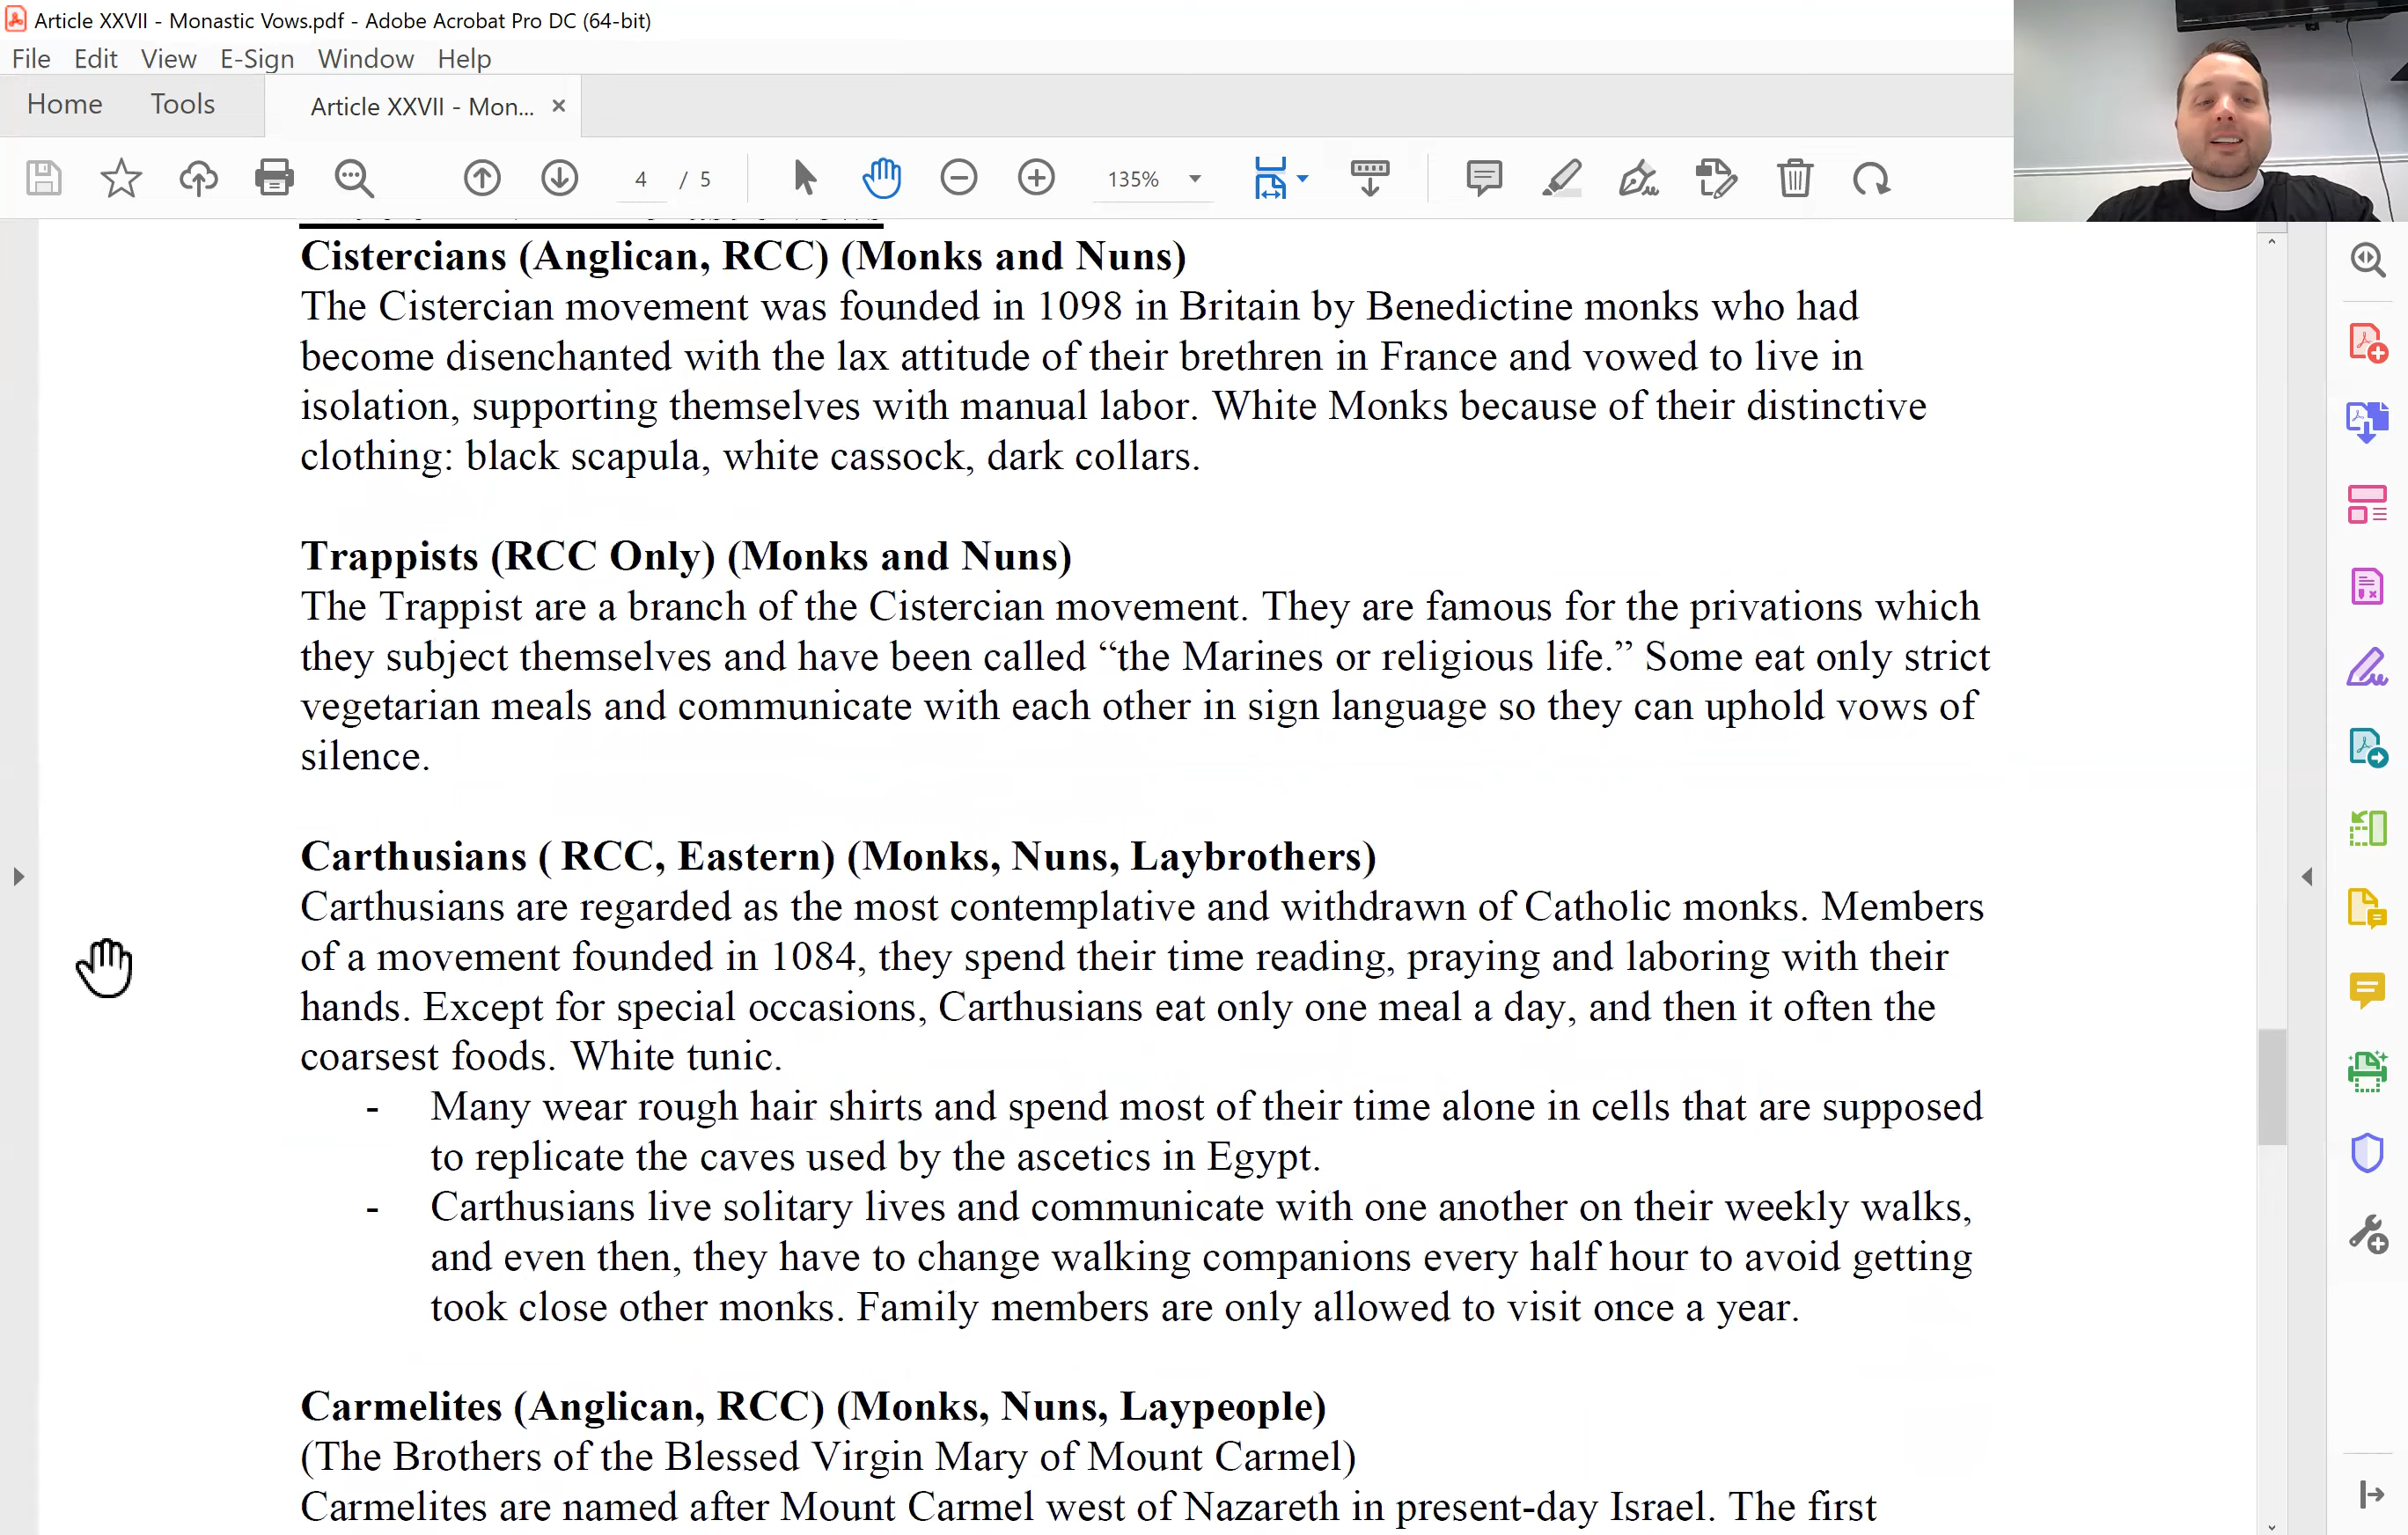 Article XXVII - Monastic Vows.pdf - Adobe Acrobat Pro DC (64-bit)
File Edit View E-Sign Window Help
Home Tools Article XXVII - Mon... ×
4 / 5 135%
Cistercians (Anglican, RCC) (Monks and Nuns)
The Cistercian movement was founded in 1098 in Britain by Benedictine monks who had
become disenchanted with the lax attitude of their brethren in France and vowed to live in
isolation, supporting themselves with manual labor. White Monks because of their distinctive
clothing: black scapula, white cassock, dark collars.
Trappists (RCC Only) (Monks and Nuns)
The Trappist are a branch of the Cistercian movement. They are famous for the privations which
they subject themselves and have been called “the Marines or religious life.” Some eat only strict
vegetarian meals and communicate with each other in sign language so they can uphold vows of
silence.
Carthusians ( RCC, Eastern) (Monks, Nuns, Laybrothers)
Carthusians are regarded as the most contemplative and withdrawn of Catholic monks. Members
of a movement founded in 1084, they spend their time reading, praying and laboring with their
hands. Except for special occasions, Carthusians eat only one meal a day, and then it often the
coarsest foods. White tunic.
- Many wear rough hair shirts and spend most of their time alone in cells that are supposed
to replicate the caves used by the ascetics in Egypt.
- Carthusians live solitary lives and communicate with one another on their weekly walks,
and even then, they have to change walking companions every half hour to avoid getting
took close other monks. Family members are only allowed to visit once a year.
Carmelites (Anglican, RCC) (Monks, Nuns, Laypeople)
(The Brothers of the Blessed Virgin Mary of Mount Carmel)
Carmelites are named after Mount Carmel west of Nazareth in present-day Israel. The first